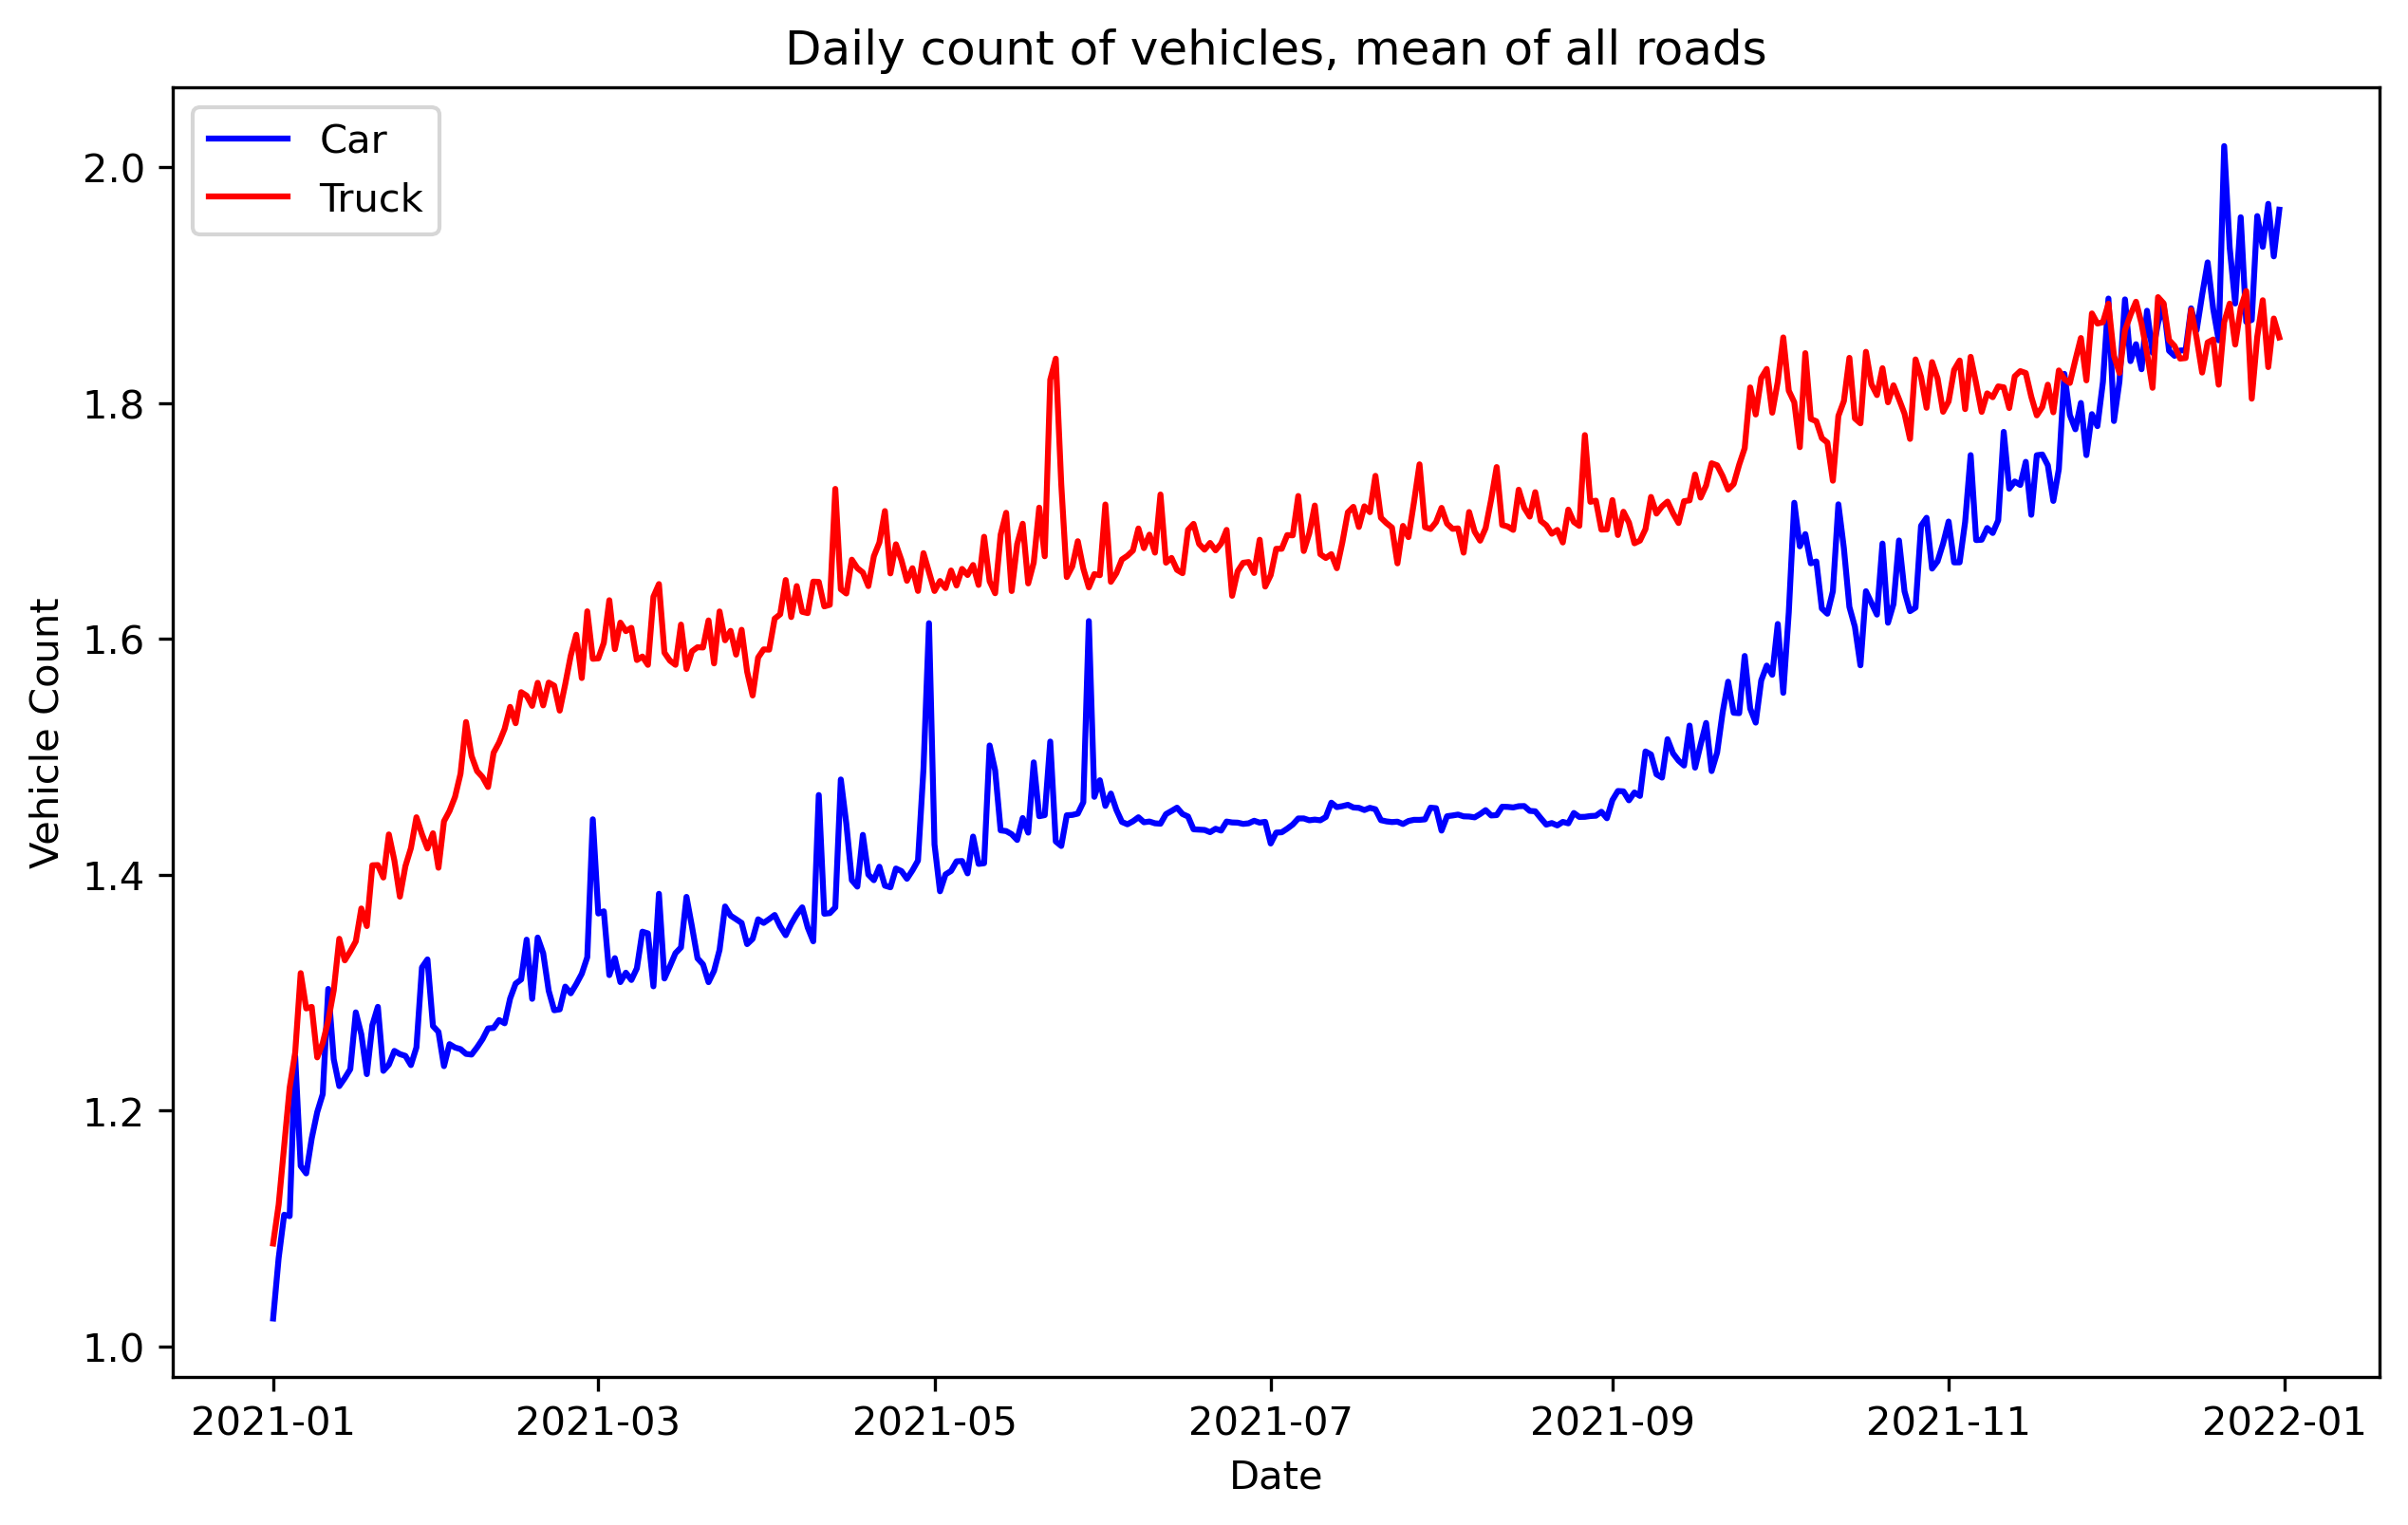 Daily count of vehicles, mean of all roads
Car
Truck
2.0
1.8
1.6
1.4
1.2
1.0
Vehicle Count
2021-01 2021-03 2021-05 2021-07 2021-09 2021-11 2022-01
Date